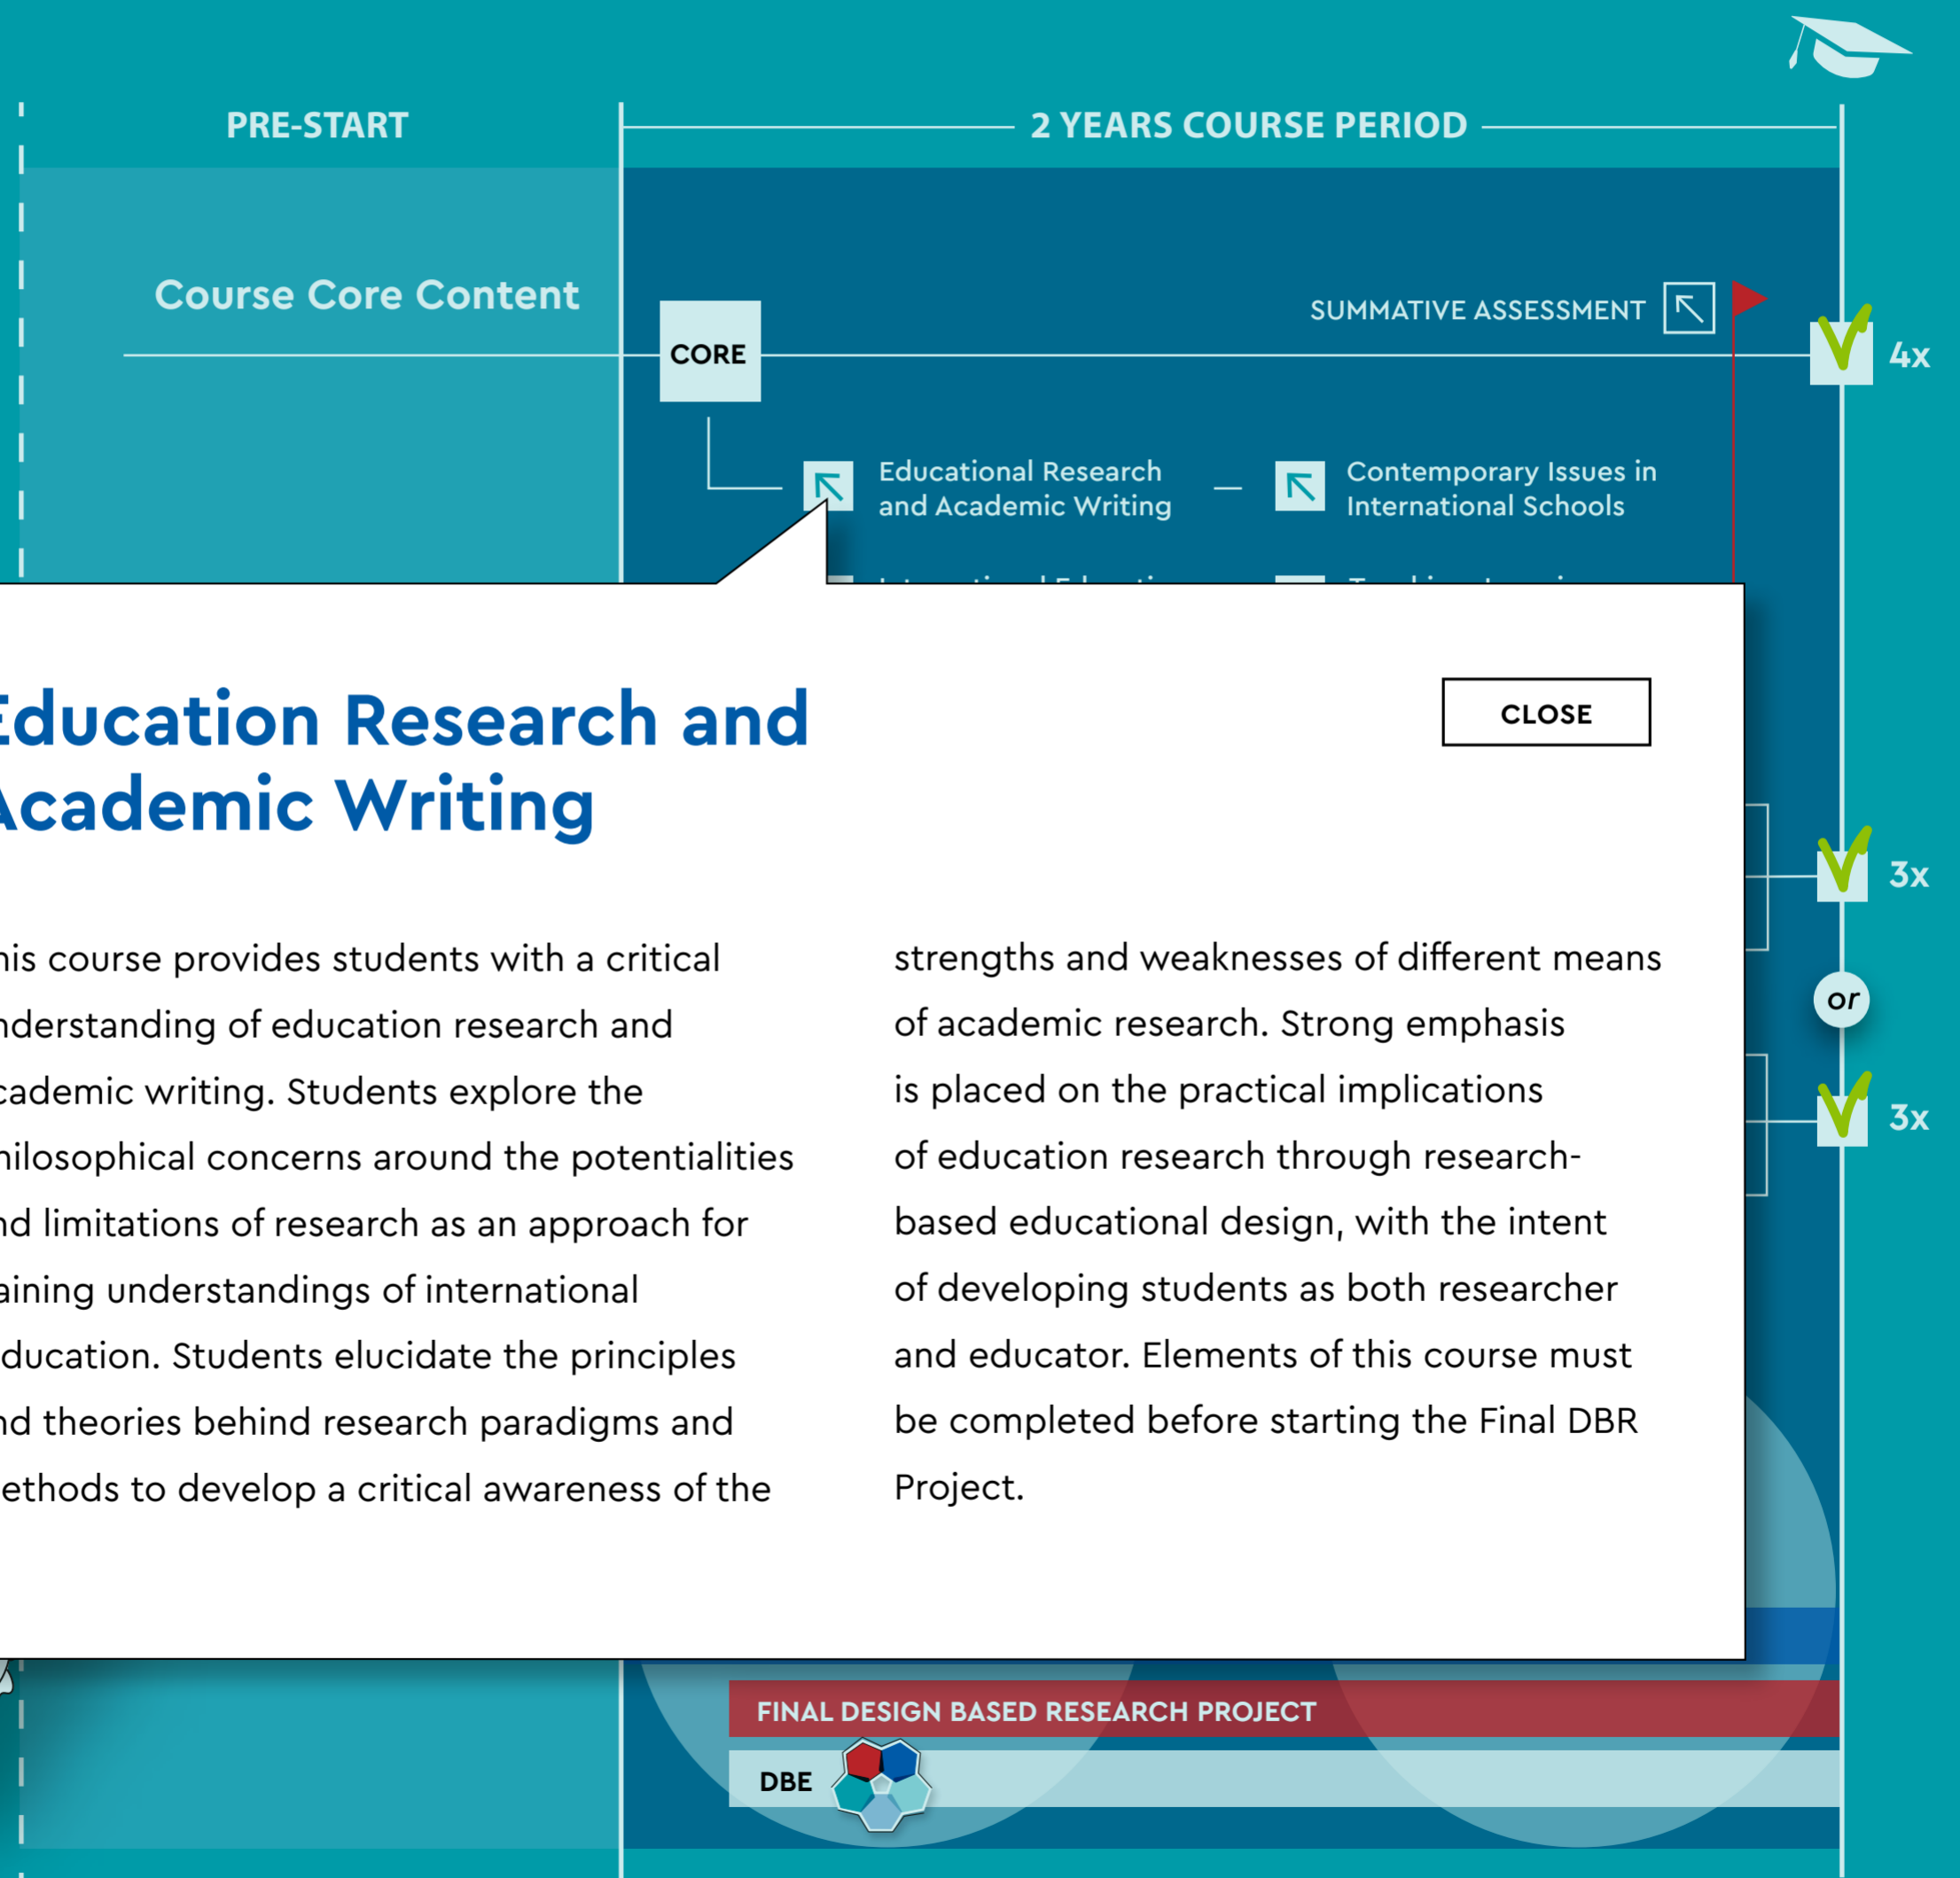 PRE-START
2 YEARS COURSE PERIOD
Course Core Content
SUMMATIVE ASSESSMENT
CORE
4x
Educational Research
and Academic Writing
Contemporary Issues in
International Schools
Education Research and
Academic Writing
CLOSE
his course provides students with a critical
nderstanding of education research and
cademic writing. Students explore the
hilosophical concerns around the potentialities
nd limitations of research as an approach for
aining understandings of international
ducation. Students elucidate the principles
nd theories behind research paradigms and
ethods to develop a critical awareness of the
strengths and weaknesses of different means
of academic research. Strong emphasis
is placed on the practical implications
of education research through research-
based educational design, with the intent
of developing students as both researcher
and educator. Elements of this course must
be completed before starting the Final DBR
Project.
3x
or
3x
FINAL DESIGN BASED RESEARCH PROJECT
DBE